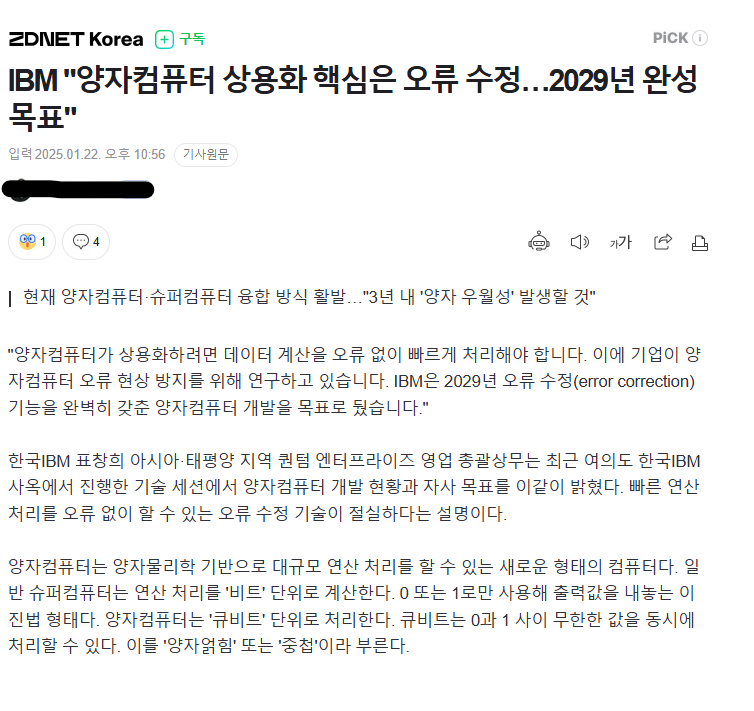 ZDNET Korea 구독
PiCK
IBM "양자컴퓨터 상용화 핵심은 오류 수정…2029년 완성
목표"
입력 2025.01.22. 오후 10:56 기사원문
1 4
가가
현재 양자컴퓨터·슈퍼컴퓨터 융합 방식 활발…"3년 내 '양자 우월성' 발생할 것"
"양자컴퓨터가 상용화하려면 데이터 계산을 오류 없이 빠르게 처리해야 합니다. 이에 기업이 양
자컴퓨터 오류 현상 방지를 위해 연구하고 있습니다. IBM은 2029년 오류 수정(error correction)
기능을 완벽히 갖춘 양자컴퓨터 개발을 목표로 뒀습니다."
한국IBM 표창희 아시아·태평양 지역 퀀텀 엔터프라이즈 영업 총괄상무는 최근 여의도 한국IBM
사옥에서 진행한 기술 세션에서 양자컴퓨터 개발 현황과 자사 목표를 이같이 밝혔다. 빠른 연산
처리를 오류 없이 할 수 있는 오류 수정 기술이 절실하다는 설명이다.
양자컴퓨터는 양자물리학 기반으로 대규모 연산 처리를 할 수 있는 새로운 형태의 컴퓨터다. 일
반 슈퍼컴퓨터는 연산 처리를 '비트' 단위로 계산한다. 0 또는 1로만 사용해 출력값을 내놓는 이
진법 형태다. 양자컴퓨터는 '큐비트' 단위로 처리한다. 큐비트는 0과 1 사이 무한한 값을 동시에
처리할 수 있다. 이를 '양자얽힘' 또는 '중첩'이라 부른다.